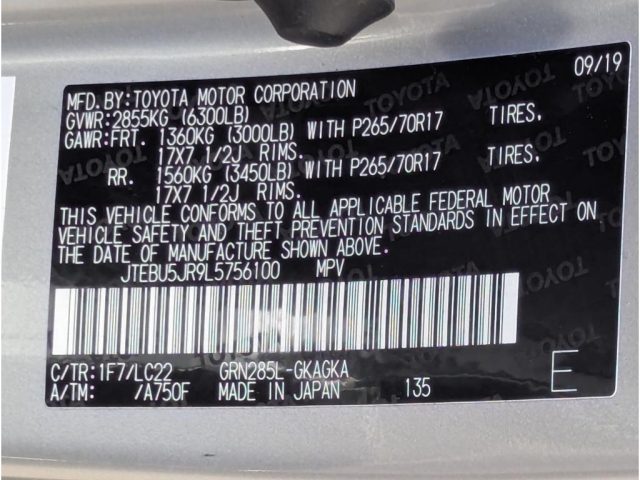 09/19
MFD.BY:TOYOTA MOTOR CORPORATION
GVWR:2855KG (6300LB)
GAWR:FRT. 1360KG (3000LB) WITH P265/70R17 TIRES,
17X7 1/2J RIMS.
RR. 1560KG (3450LB) WITH P265/70R17 TIRES,
17X7 1/2J RIMS.
THIS VEHICLE CONFORMS TO ALL APPLICABLE FEDERAL MOTOR
VEHICLE SAFETY AND THEFT PREVENTION STANDARDS IN EFFECT ON
THE DATE OF MANUFACTURE SHOWN ABOVE.
JTEBU5JR9L5756100 MPV
C/TR:1F7/LC22 GRN285L-GKAGKA
A/TM: /A750F MADE IN JAPAN 135 E